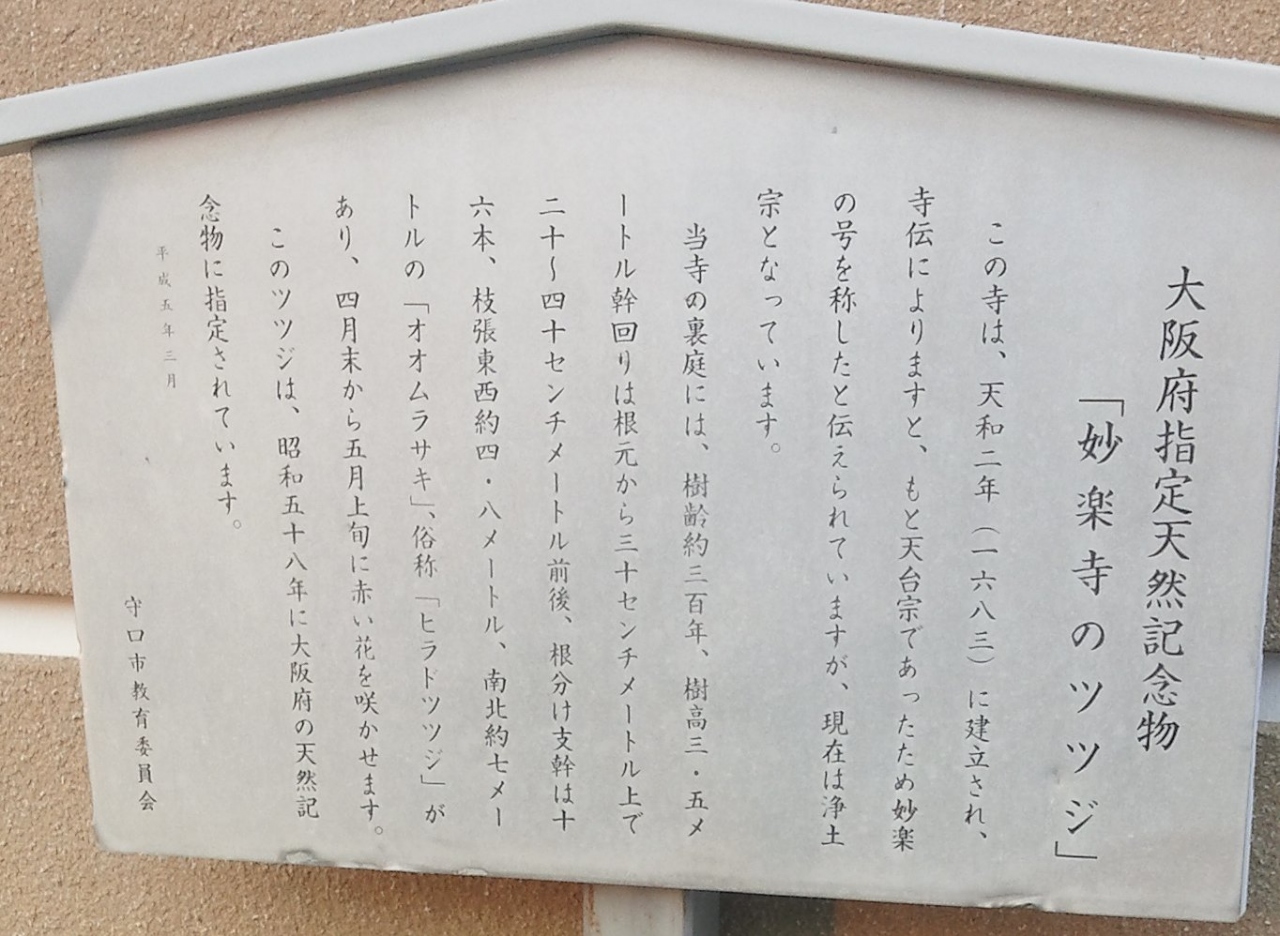 大阪府指定天然記念物
「妙楽寺のツツジ」
この寺は、天和二年（一六八三）に建立され、
寺伝によりますと、もと天台宗であったため妙楽
の号を称したと伝えられていますが、現在は浄土
宗となっています。
当寺の裏庭には、樹齢約三百年、樹高三・五メ
ートル幹回りは根元から三十センチメートル上で
二十〜四十センチメートル前後、根分け支幹は十
六本、枝張東西約四・八メートル、南北約七メー
トルの「オオムラサキ」、俗称「ヒラドツツジ」が
あり、四月末から五月上旬に赤い花を咲かせます。
このツツジは、昭和五十八年に大阪府の天然記
念物に指定されています。
平成五年三月
守口市教育委員会